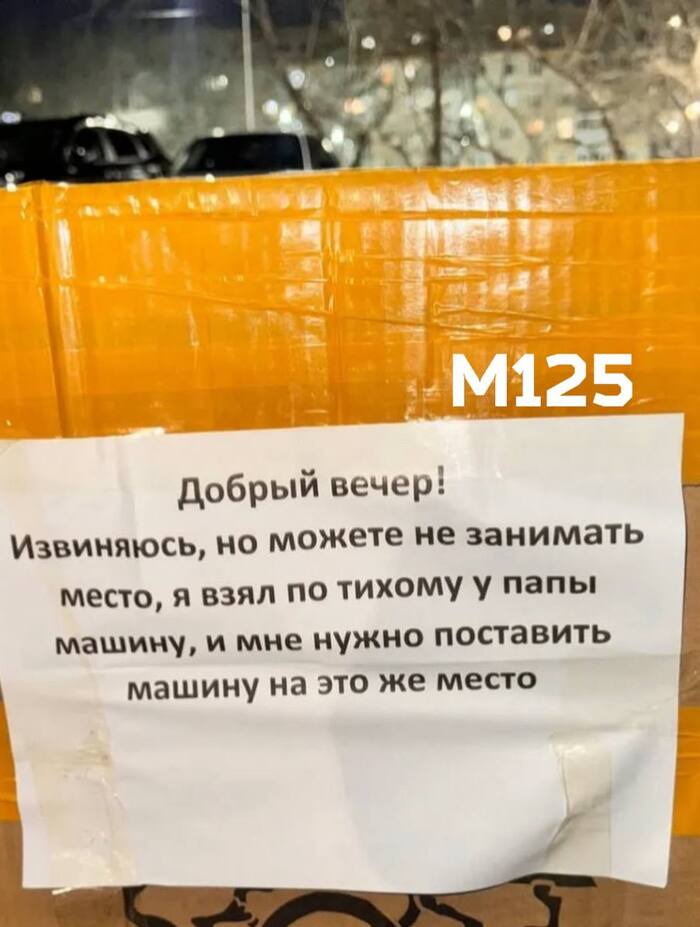 M125
Добрый вечер!
Извиняюсь, но можете не занимать
место, я взял по тихому у папы
машину, и мне нужно поставить
машину на это же место